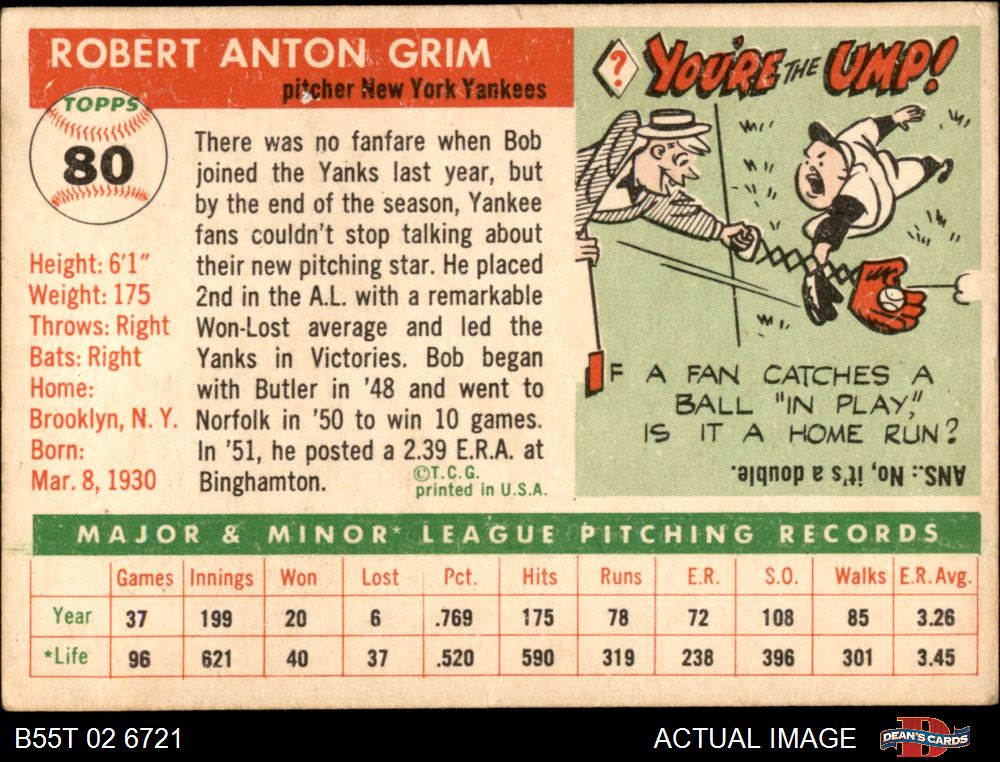 ROBERT ANTON GRIM
pitcher New York Yankees
TOPPS
80
There was no fanfare when Bob
joined the Yanks last year, but
by the end of the season, Yankee
fans couldn't stop talking about
their new pitching star. He placed
2nd in the A.L. with a remarkable
Won-Lost average and led the
Yanks in Victories. Bob began
with Butler in '48 and went to
Norfolk in '50 to win 10 games.
In '51, he posted a 2.39 E.R.A. at
Binghamton.
©T.C.G.
printed in U.S.A.
Height: 6'1"
Weight: 175
Throws: Right
Bats: Right
Home:
Brooklyn, N. Y.
Born:
Mar. 8, 1930
? YOU'RE THE UMP!
IF A FAN CATCHES A
BALL "IN PLAY,"
IS IT A HOME RUN?
ANS.: No, it's a double.
MAJOR & MINOR* LEAGUE PITCHING RECORDS
Games Innings Won Lost Pct. Hits Runs E.R. S.O. Walks E.R. Avg.
Year 37 199 20 6 .769 175 78 72 108 85 3.26
*Life 96 621 40 37 .520 590 319 238 396 301 3.45
B55T 02 6721
ACTUAL IMAGE
DEAN'S CARDS